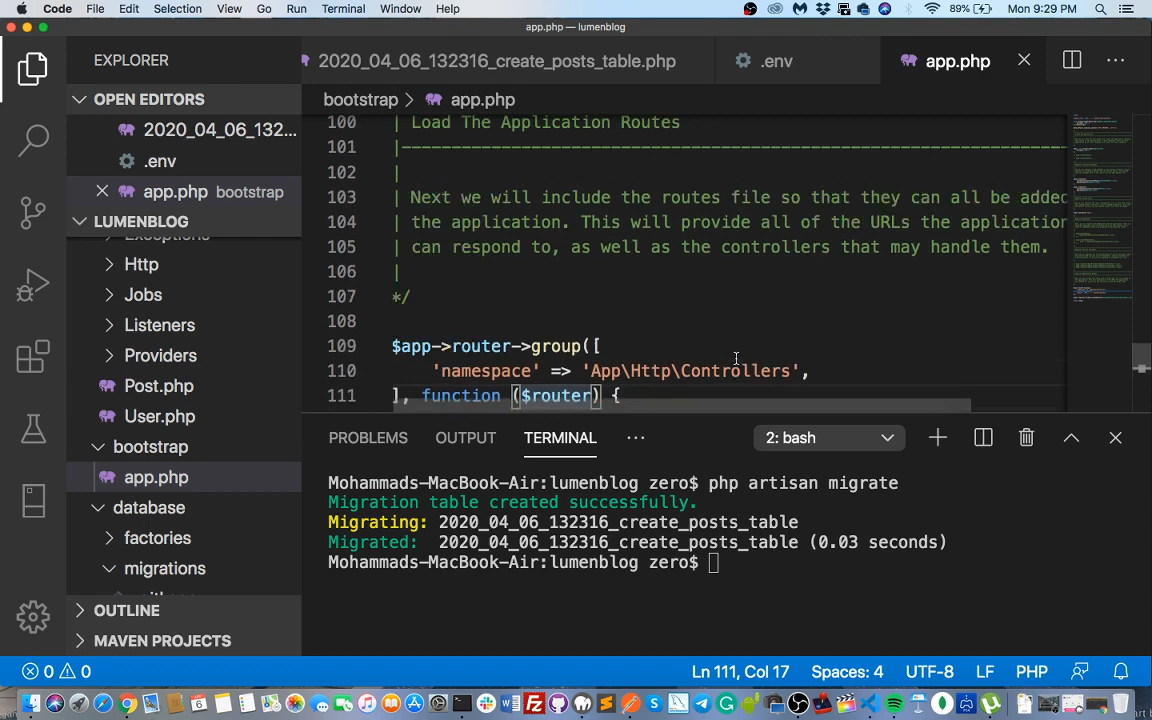 Code File Edit Selection View Go Run Terminal Window Help 89% Mon 9:29 PM
app.php — lumenblog
EXPLORER
2020_04_06_132316_create_posts_table.php .env app.php
OPEN EDITORS
2020_04_06_132...
.env
app.php bootstrap
LUMENBLOG
Exceptions
Http
Jobs
Listeners
Providers
Post.php
User.php
bootstrap
app.php
database
factories
migrations
OUTLINE
MAVEN PROJECTS
bootstrap > app.php
100 | Load The Application Routes
101 |--------------------------------------------------------------------------
102 |
103 | Next we will include the routes file so that they can all be added
104 | the application. This will provide all of the URLs the application
105 | can respond to, as well as the controllers that may handle them.
106 |
107 */
108
109 $app->router->group([
110 'namespace' => 'App\Http\Controllers',
111 ], function ($router) {
PROBLEMS OUTPUT TERMINAL ... 2: bash
Mohammads-MacBook-Air:lumenblog zero$ php artisan migrate
Migration table created successfully.
Migrating: 2020_04_06_132316_create_posts_table
Migrated: 2020_04_06_132316_create_posts_table (0.03 seconds)
Mohammads-MacBook-Air:lumenblog zero$
0 0 Ln 111, Col 17 Spaces: 4 UTF-8 LF PHP